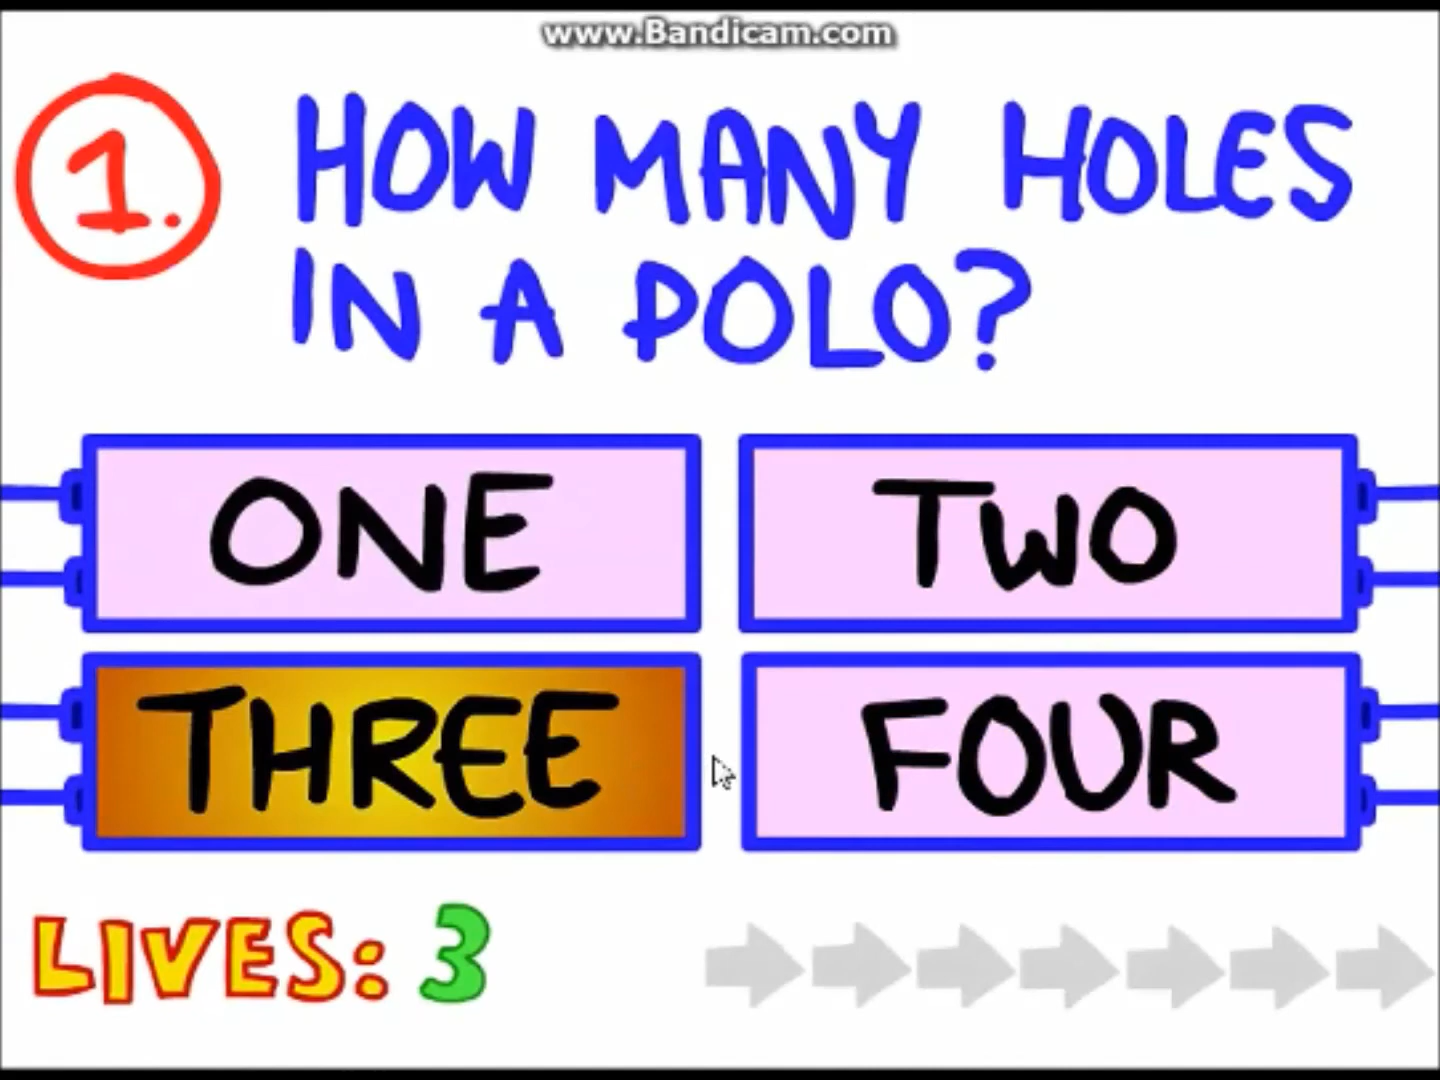 www.Bandicam.com
1. HOW MANY HOLES
IN A POLO?
ONE
TWO
THREE
FOUR
LIVES: 3